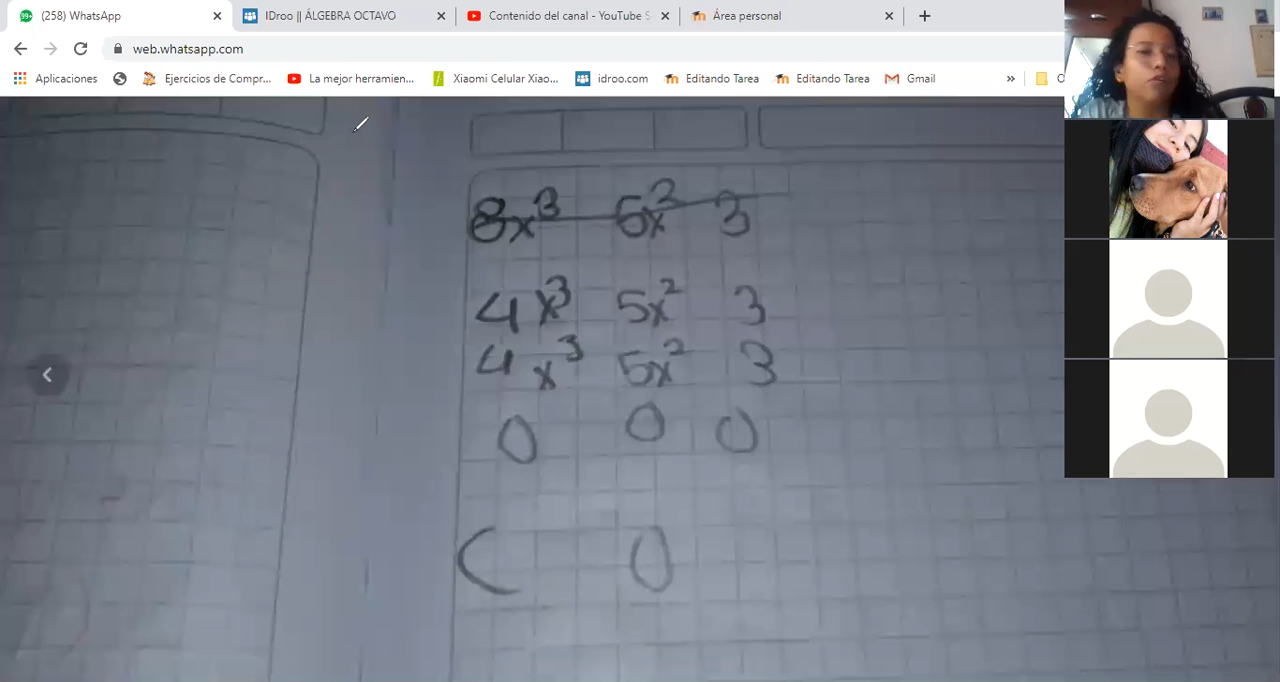 99+ (258) WhatsApp
IDroo || ÁLGEBRA OCTAVO
Contenido del canal - YouTube S
Área personal
web.whatsapp.com
Aplicaciones
Ejercicios de Compr...
La mejor herramien...
Xiaomi Celular Xiao...
idroo.com
Editando Tarea
Editando Tarea
Gmail
»
8x³ 5x² 3
4x³ 5x² 3
4x³ 5x² 3
0 0 0
( 0